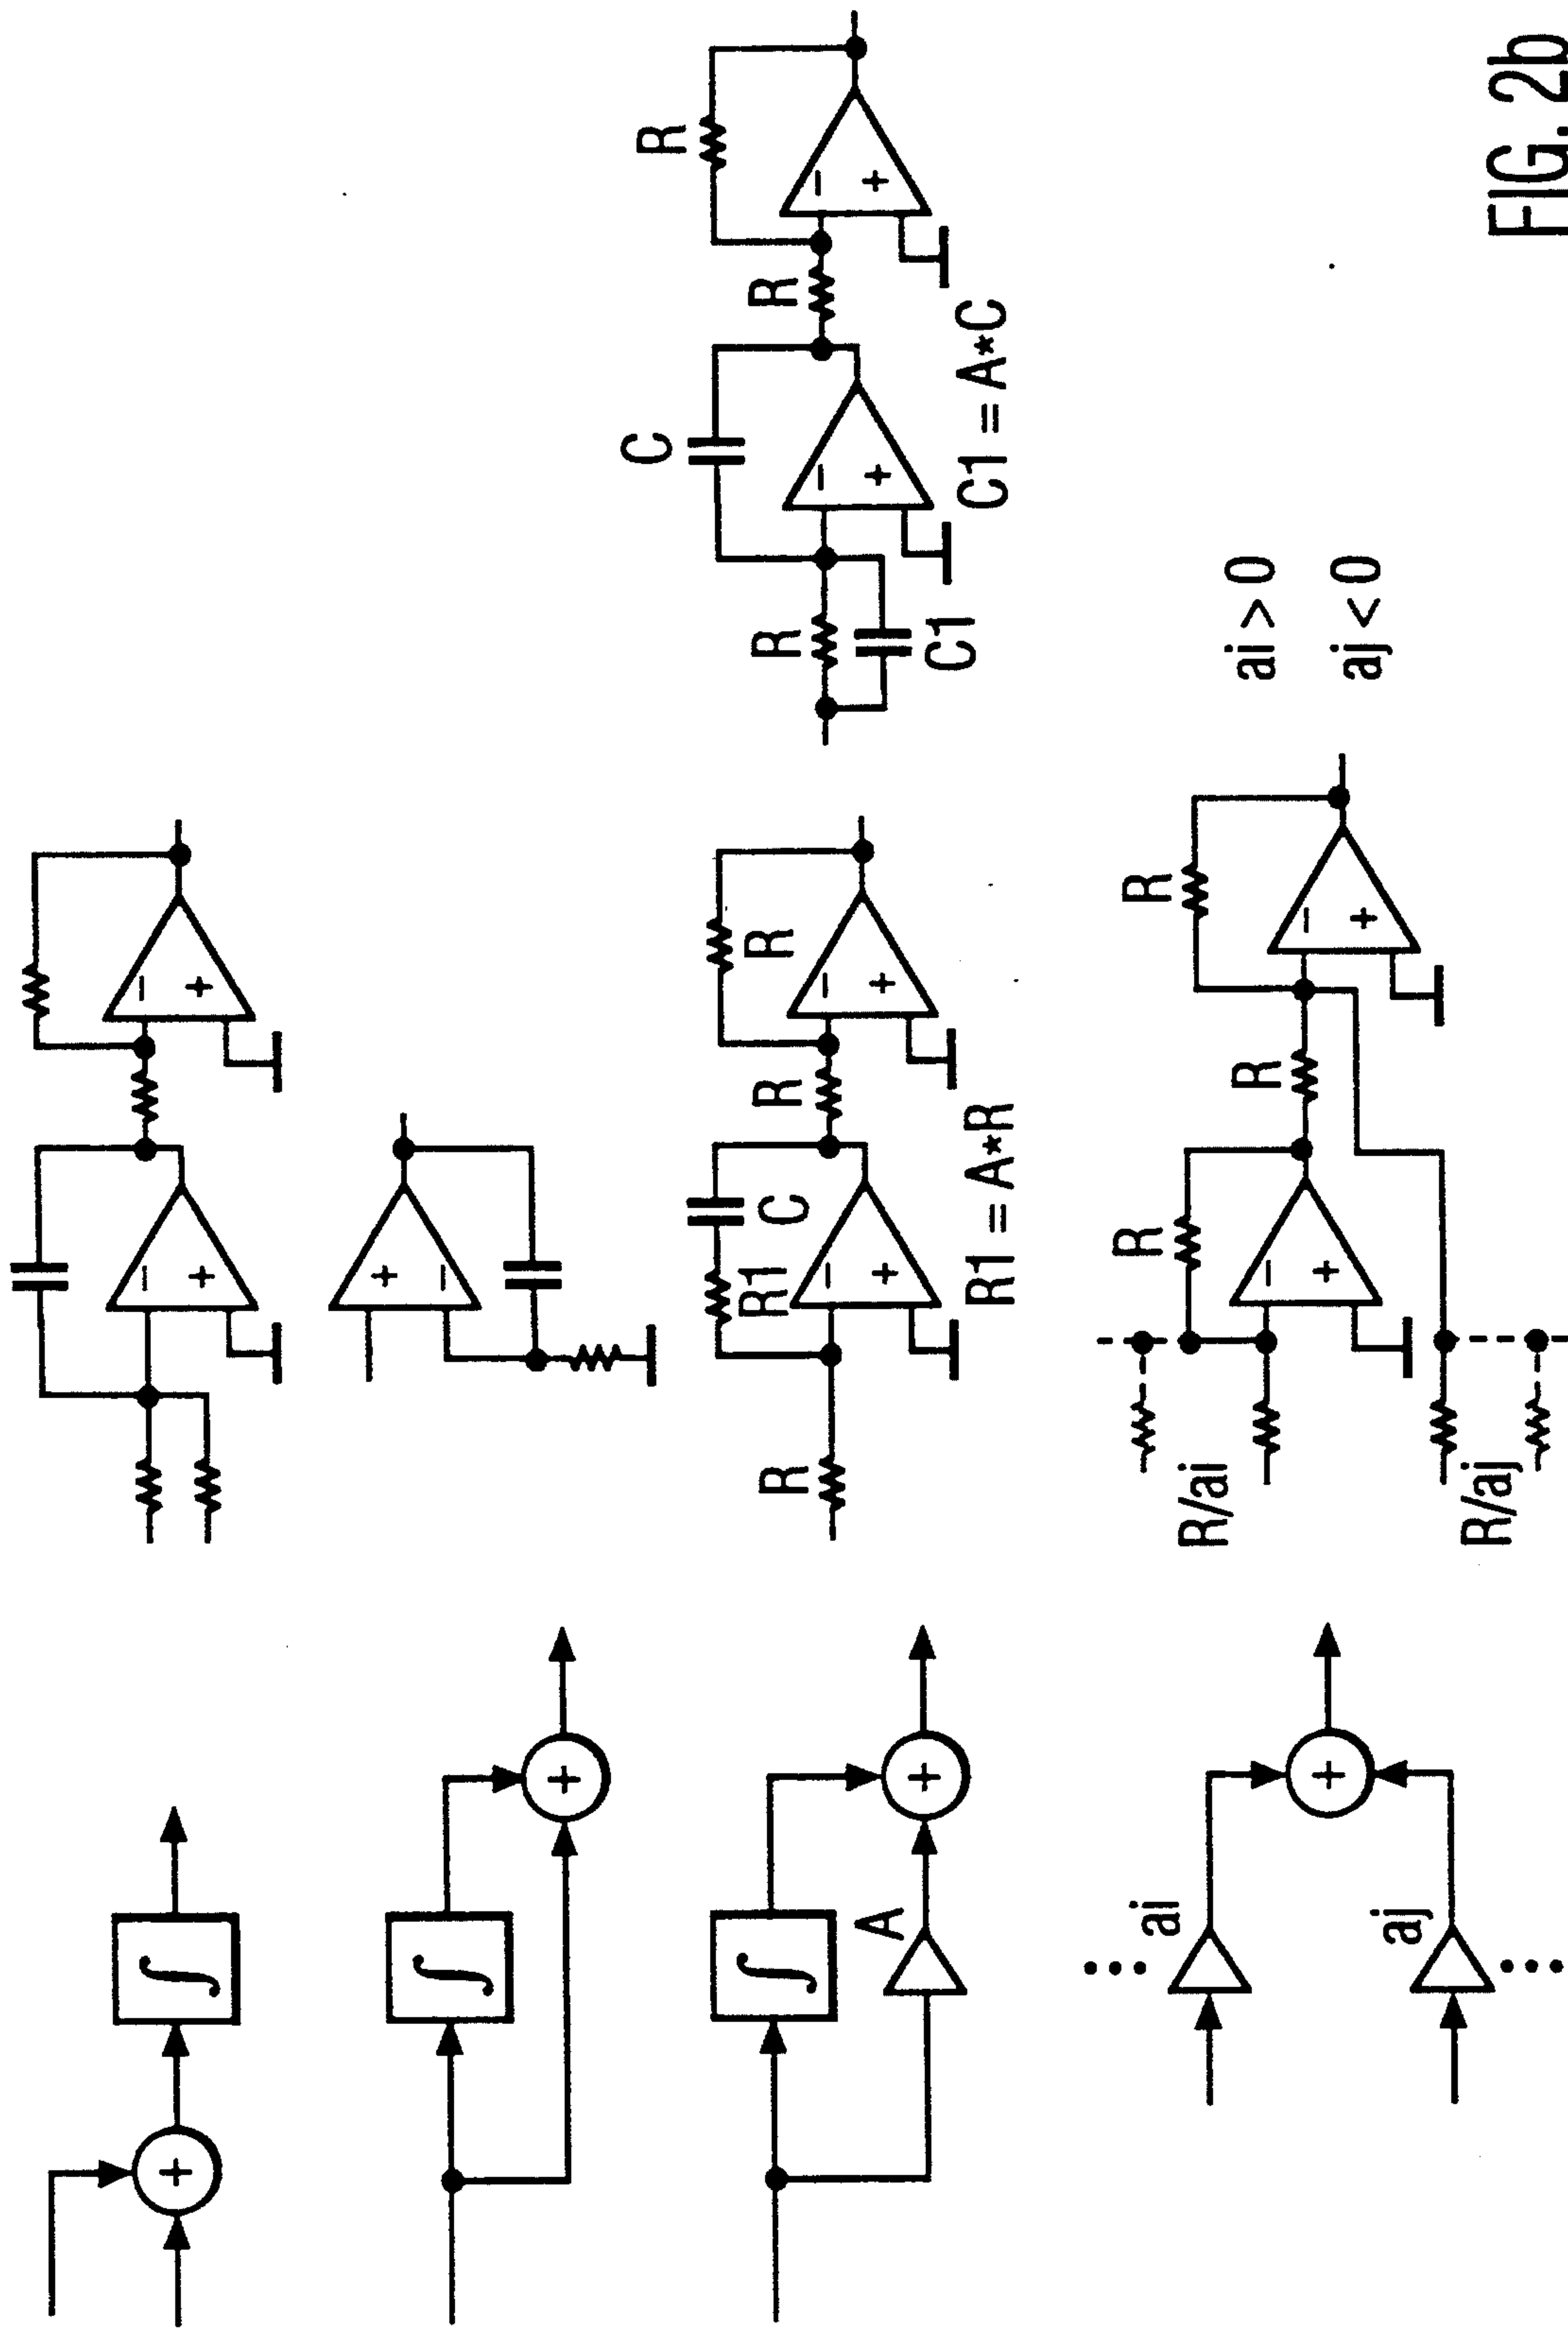 ∫
+
+
−
+
−
∫
+
+
−
∫
A
+
R
R1
C
−
+
R
R
−
+
R1 = A*R
R
C1
C
−
+
R
R
−
+
C1 = A*C
ai
aj
+
R/ai
R/aj
R
−
+
R
R
−
+
ai > 0
aj < 0
FIG. 2b